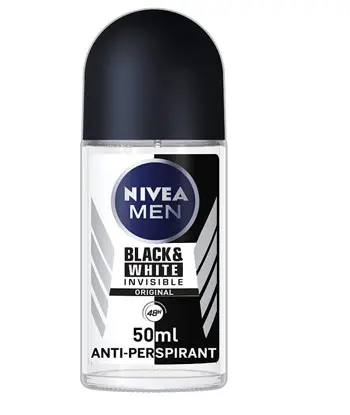 NIVEA
MEN
BLACK&
WHITE
INVISIBLE
ORIGINAL
48H
50ml
ANTI-PERSPIRANT